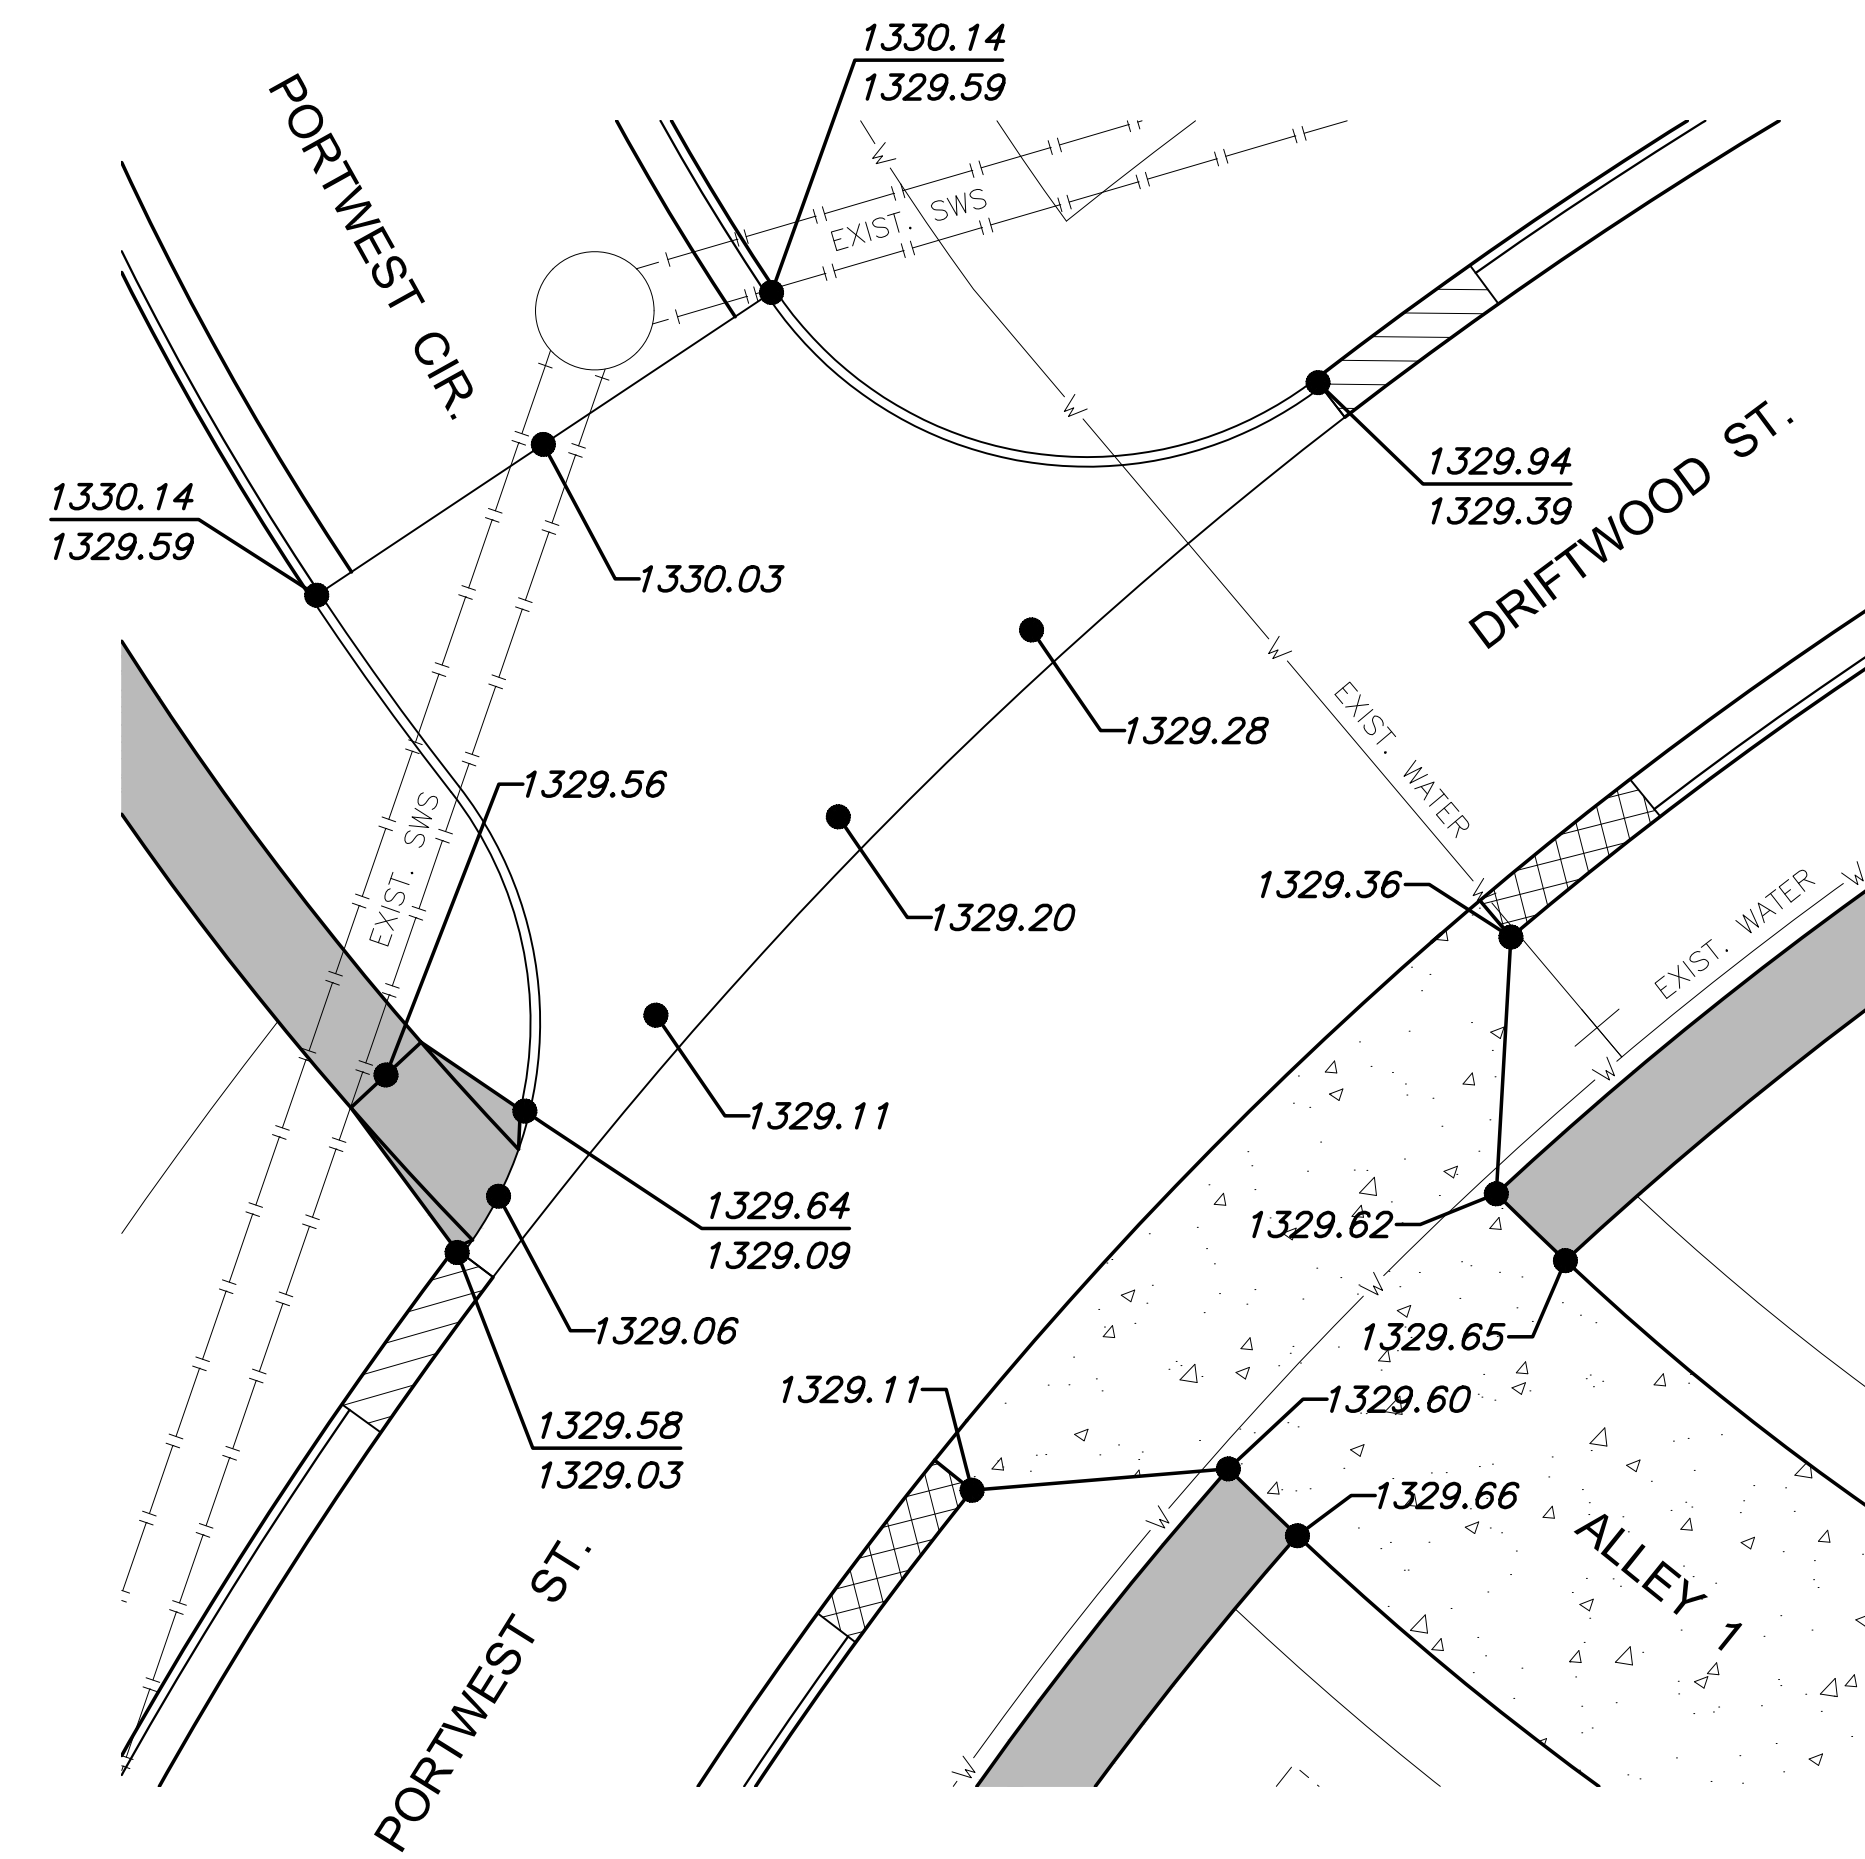 1330.14
1329.59
PORTWEST CIR.
EXIST. SWS
W
W
1329.94
1329.39
1330.14
1329.59
1330.03
DRIFTWOOD ST.
W
1329.28
EXIST. WATER
1329.56
EXIST. SWS
1329.20
1329.36
W
EXIST. WATER
W
W
1329.11
1329.64
1329.09
1329.62
W
1329.06
1329.65
1329.11
1329.60
1329.58
1329.03
1329.66
W
ALLEY 1
PORTWEST ST.
W